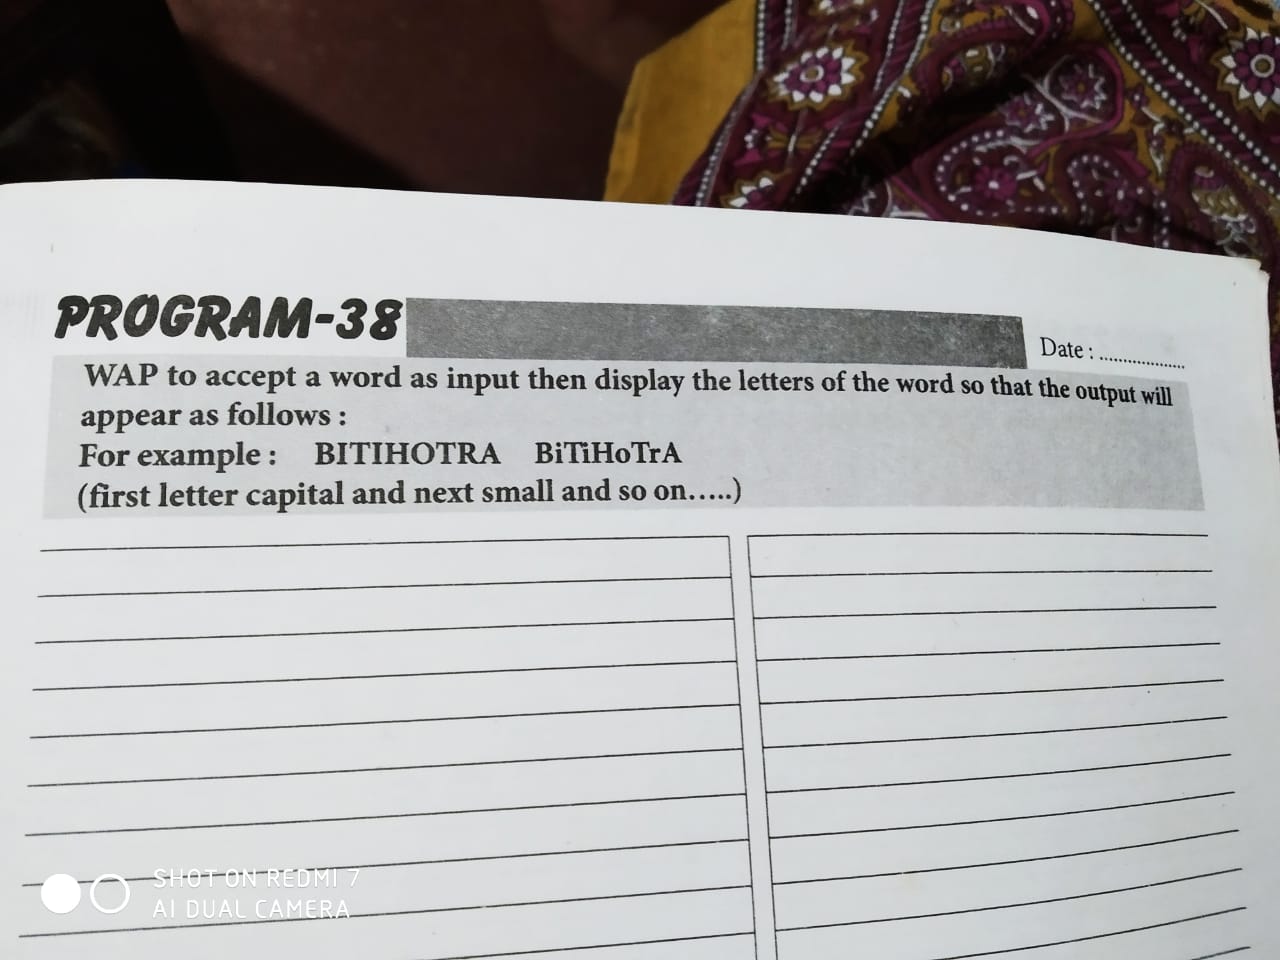 PROGRAM-38
Date : ..................
WAP to accept a word as input then display the letters of the word so that the output will
appear as follows :
For example : BITIHOTRA BiTiHoTrA
(first letter capital and next small and so on.....)
SHOT ON REDMI 7
AI DUAL CAMERA